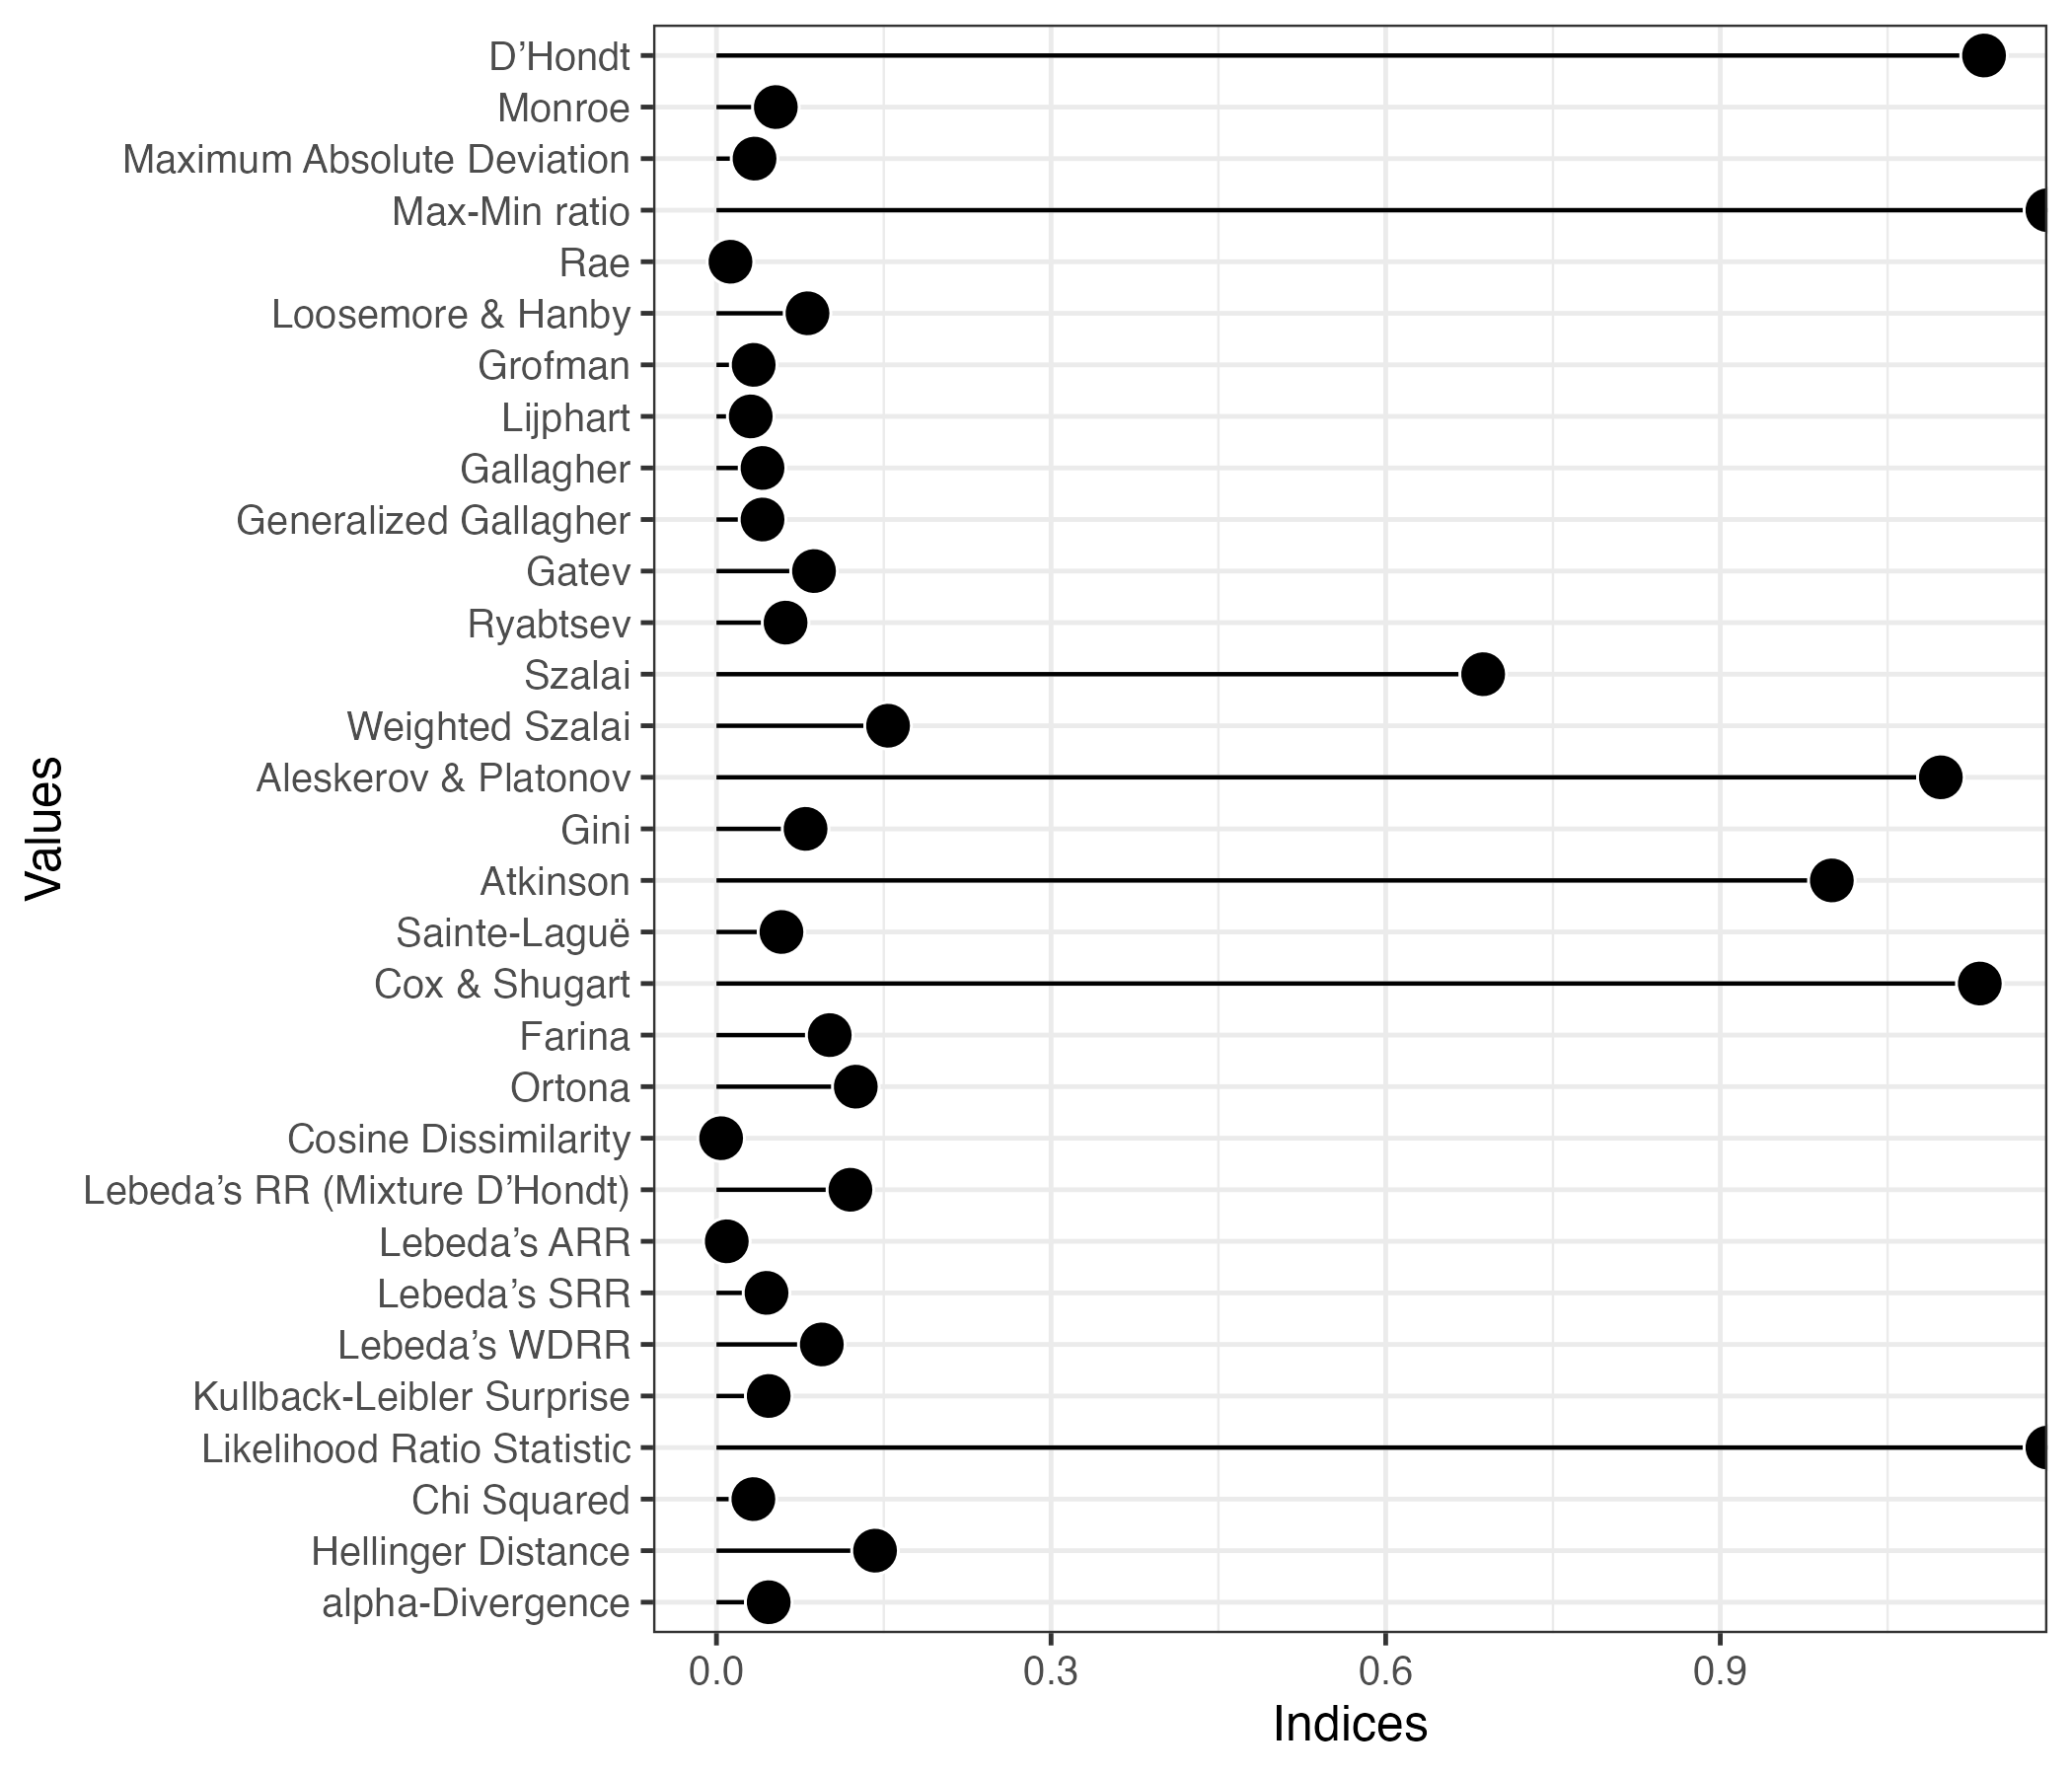 D’Hondt
Monroe
Maximum Absolute Deviation
Max-Min ratio
Rae
Loosemore & Hanby
Grofman
Lijphart
Gallagher
Generalized Gallagher
Gatev
Ryabtsev
Szalai
Weighted Szalai
Aleskerov & Platonov
Gini
Atkinson
Sainte-Laguë
Cox & Shugart
Farina
Ortona
Cosine Dissimilarity
Lebeda’s RR (Mixture D’Hondt)
Lebeda’s ARR
Lebeda’s SRR
Lebeda’s WDRR
Kullback-Leibler Surprise
Likelihood Ratio Statistic
Chi Squared
Hellinger Distance
alpha-Divergence
Values
0.0 0.3 0.6 0.9
Indices